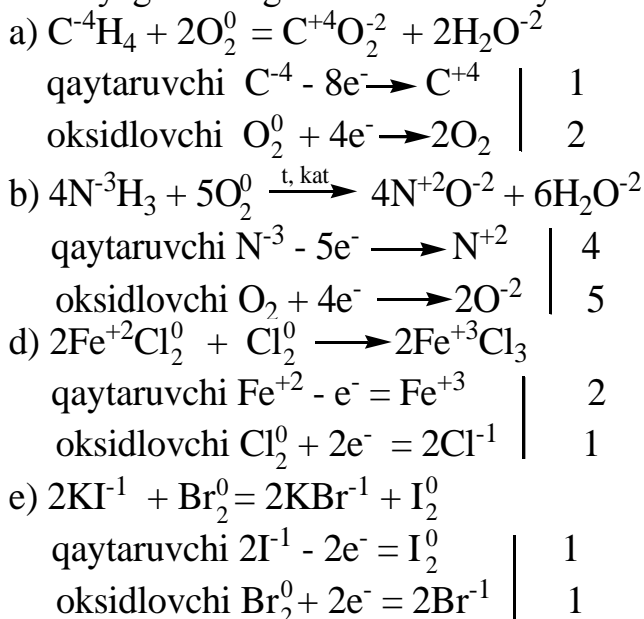 a) C⁻⁴H₄ + 2O₂⁰ = C⁺⁴O₂⁻² + 2H₂O⁻²
qaytaruvchi C⁻⁴ - 8e⁻ → C⁺⁴ | 1
oksidlovchi O₂⁰ + 4e⁻ → 2O₂ | 2
b) 4N⁻³H₃ + 5O₂⁰ t, kat → 4N⁺²O⁻² + 6H₂O⁻²
qaytaruvchi N⁻³ - 5e⁻ → N⁺² | 4
oksidlovchi O₂ + 4e⁻ → 2O⁻² | 5
d) 2Fe⁺²Cl₂⁰ + Cl₂⁰ → 2Fe⁺³Cl₃
qaytaruvchi Fe⁺² - e⁻ = Fe⁺³ | 2
oksidlovchi Cl₂⁰ + 2e⁻ = 2Cl⁻¹ | 1
e) 2KI⁻¹ + Br₂⁰ = 2KBr⁻¹ + I₂⁰
qaytaruvchi 2I⁻¹ - 2e⁻ = I₂⁰ | 1
oksidlovchi Br₂⁰ + 2e⁻ = 2Br⁻¹ | 1